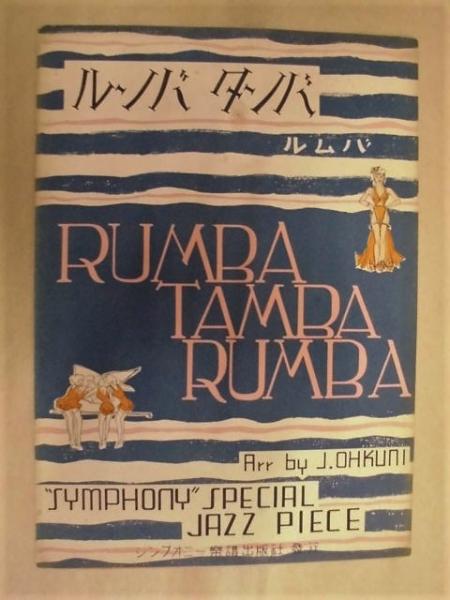 ルンバ タンバ
ルムバ
RUMBA
TAMBA
RUMBA
Arr by J.OHKUNI
"SYMPHONY" SPECIAL
JAZZ PIECE
シンフォニー楽譜出版社 發行